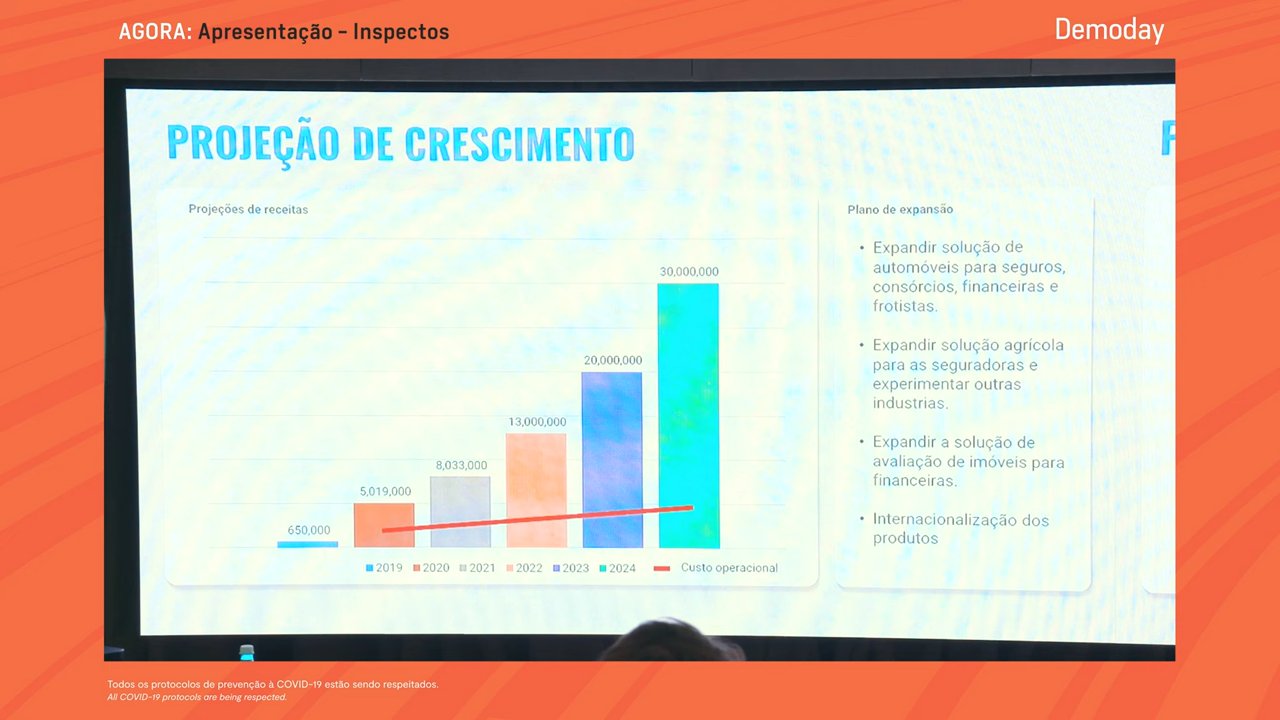 AGORA: Apresentação - Inspectos
Demoday
PROJEÇÃO DE CRESCIMENTO
F
Projeções de receitas
30,000,000
20,000,000
13,000,000
8,033,000
5,019,000
650,000
2019 2020 2021 2022 2023 2024 Custo operacional
Plano de expansão
• Expandir solução de
automóveis para seguros,
consórcios, financeiras e
frotistas.
• Expandir solução agrícola
para as seguradoras e
experimentar outras
industrias.
• Expandir a solução de
avaliação de imóveis para
financeiras.
• Internacionalização dos
produtos
Todos os protocolos de prevenção à COVID-19 estão sendo respeitados.
All COVID-19 protocols are being respected.